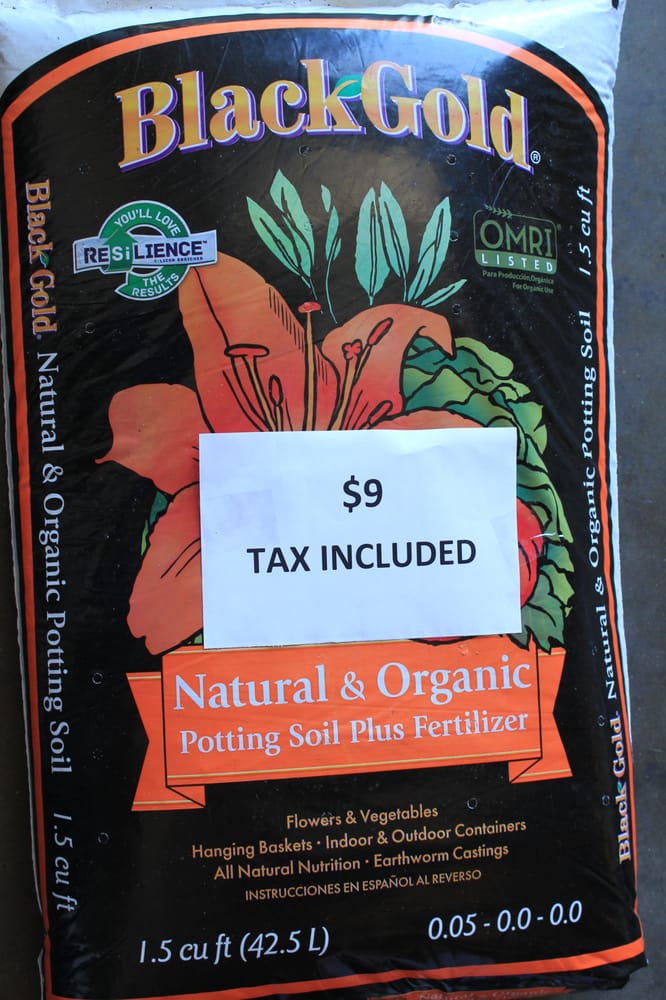 BlackGold®
YOU'LL LOVE
RESiLIENCE™
SILICON ENRICHED
THE
RESULTS
OMRI®
LISTED
Para Producción Orgánica
For Organic Use
Black Gold® Natural & Organic Potting Soil 1.5 cu ft
Black Gold® Natural & Organic Potting Soil 1.5 cu ft
$9
TAX INCLUDED
Natural & Organic
Potting Soil Plus Fertilizer
Flowers & Vegetables
Hanging Baskets · Indoor & Outdoor Containers
All Natural Nutrition · Earthworm Castings
INSTRUCCIONES EN ESPAÑOL AL REVERSO
1.5 cu ft (42.5 L)
0.05 - 0.0 - 0.0